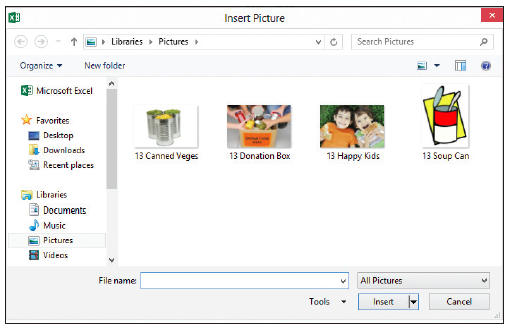 Insert Picture
Libraries Pictures
Search Pictures
Organize New folder
Microsoft Excel
Favorites
Desktop
Downloads
Recent places
Libraries
Documents
Music
Pictures
Videos
13 Canned Veges 13 Donation Box 13 Happy Kids 13 Soup Can
File name: All Pictures
Tools Insert Cancel